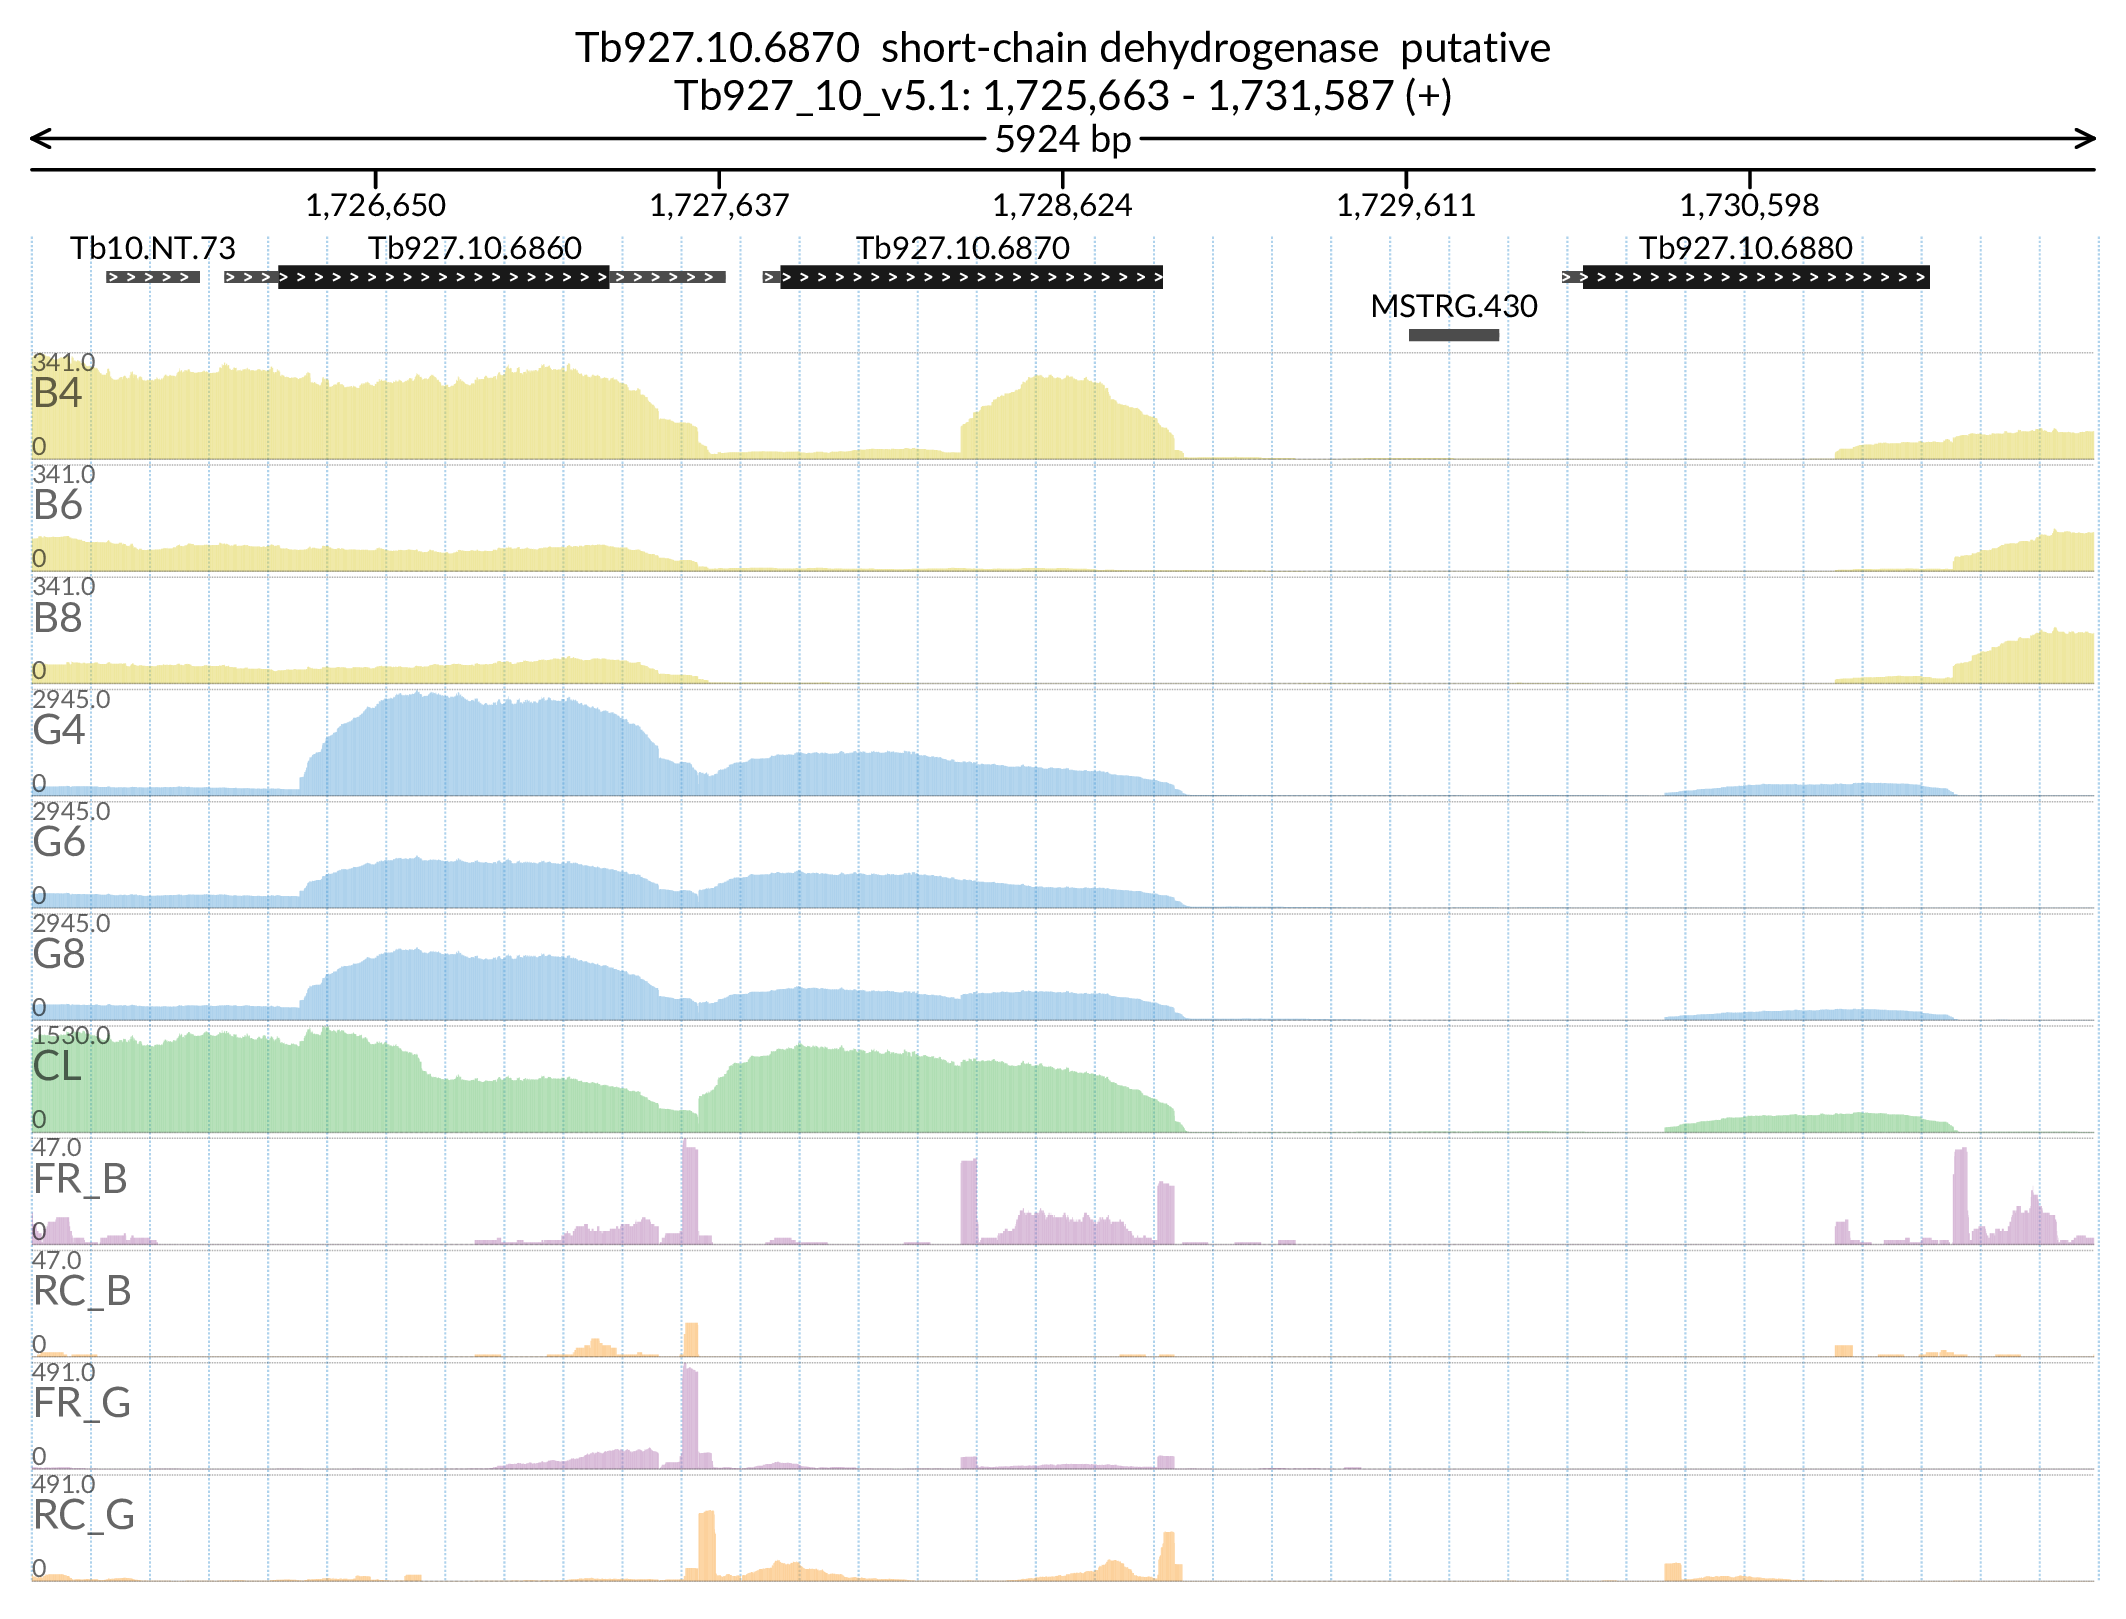 Tb927.10.6870  short-chain dehydrogenase  putative
Tb927_10_v5.1: 1,725,663 - 1,731,587 (+)
5924 bp
1,726,650 1,727,637 1,728,624 1,729,611 1,730,598
Tb10.NT.73 Tb927.10.6860 Tb927.10.6870 Tb927.10.6880
MSTRG.430
341.0
B4
0
341.0
B6
0
341.0
B8
0
2945.0
G4
0
2945.0
G6
0
2945.0
G8
0
1530.0
CL
0
47.0
FR_B
0
47.0
RC_B
0
491.0
FR_G
0
491.0
RC_G
0